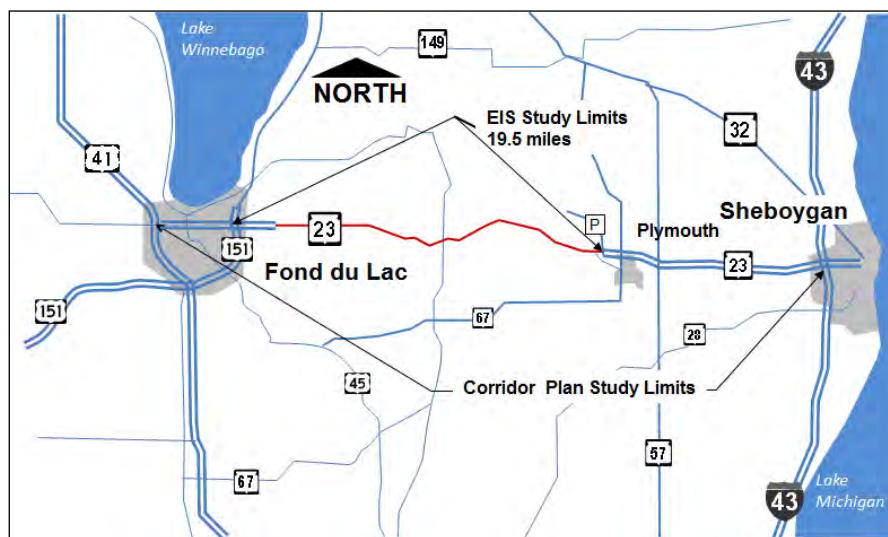 Lake
Winnebago
149
43
NORTH
EIS Study Limits
19.5 miles
32
41
Sheboygan
P
23
Plymouth
151
23
Fond du Lac
151
67
28
45
Corridor Plan Study Limits
57
67
43
Lake
Michigan